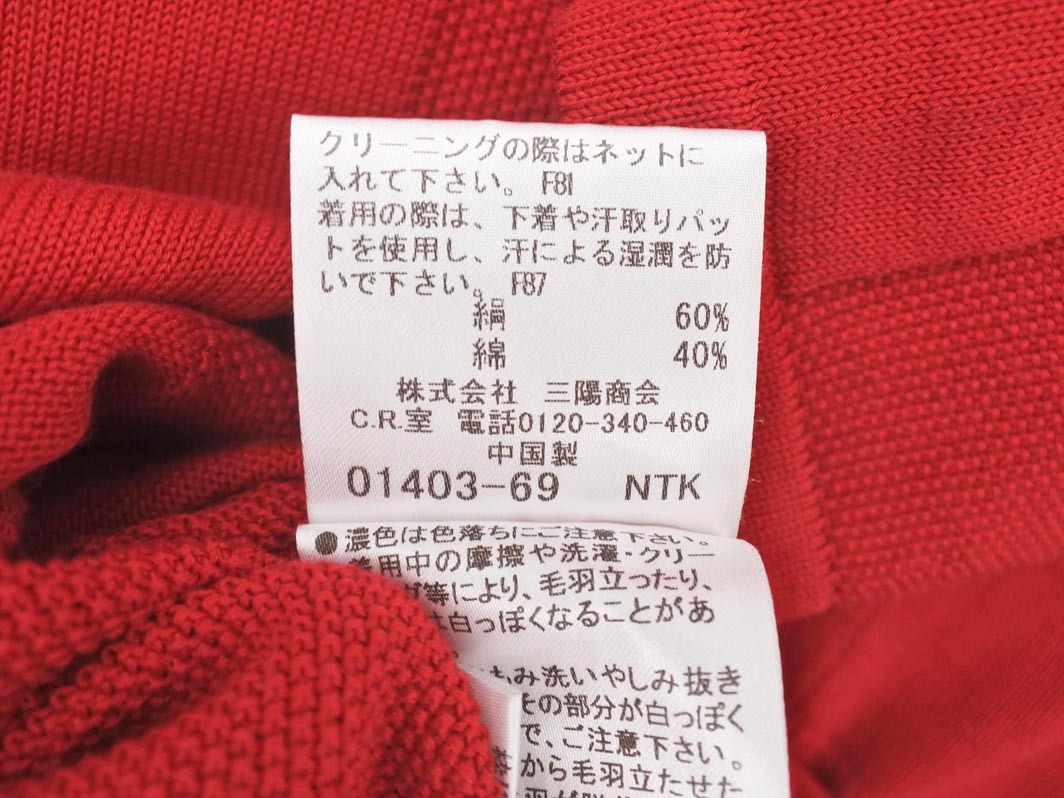 クリーニングの際はネットに
入れて下さい。 F81
着用の際は、下着や汗取りパッ
トを使用し、汗による湿潤を防
いで下さい。 F87
絹 60%
綿 40%
株式会社 三陽商会
C.R.室 電話0120-340-460
中国製
01403-69 NTK
●濃色は色落ちにご注意下さい。
着用中の摩擦や洗濯・クリー
等により、毛羽立ったり、
白っぽくなることがあ
もみ洗いやしみ抜き
その部分が白っぽく
で、ご注意下さい。
から毛羽立たせた